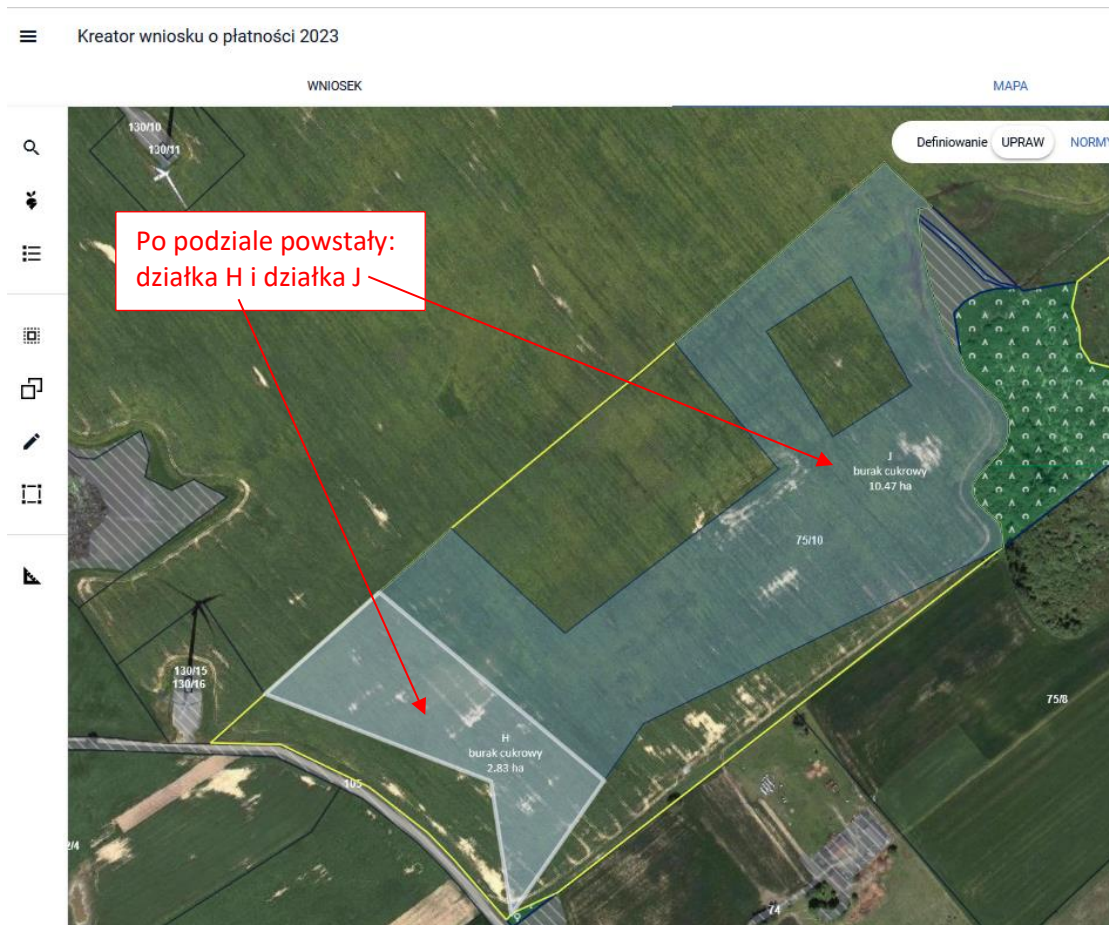 Kreator wniosku o płatności 2023
WNIOSEK
MAPA
Definiowanie UPRAW NORMY
130/10
130/11
Po podziale powstały:
działka H i działka J
J
burak cukrowy
10.47 ha
75/10
130/15
130/16
75/8
H
burak cukrowy
2.83 ha
105
2/4
74